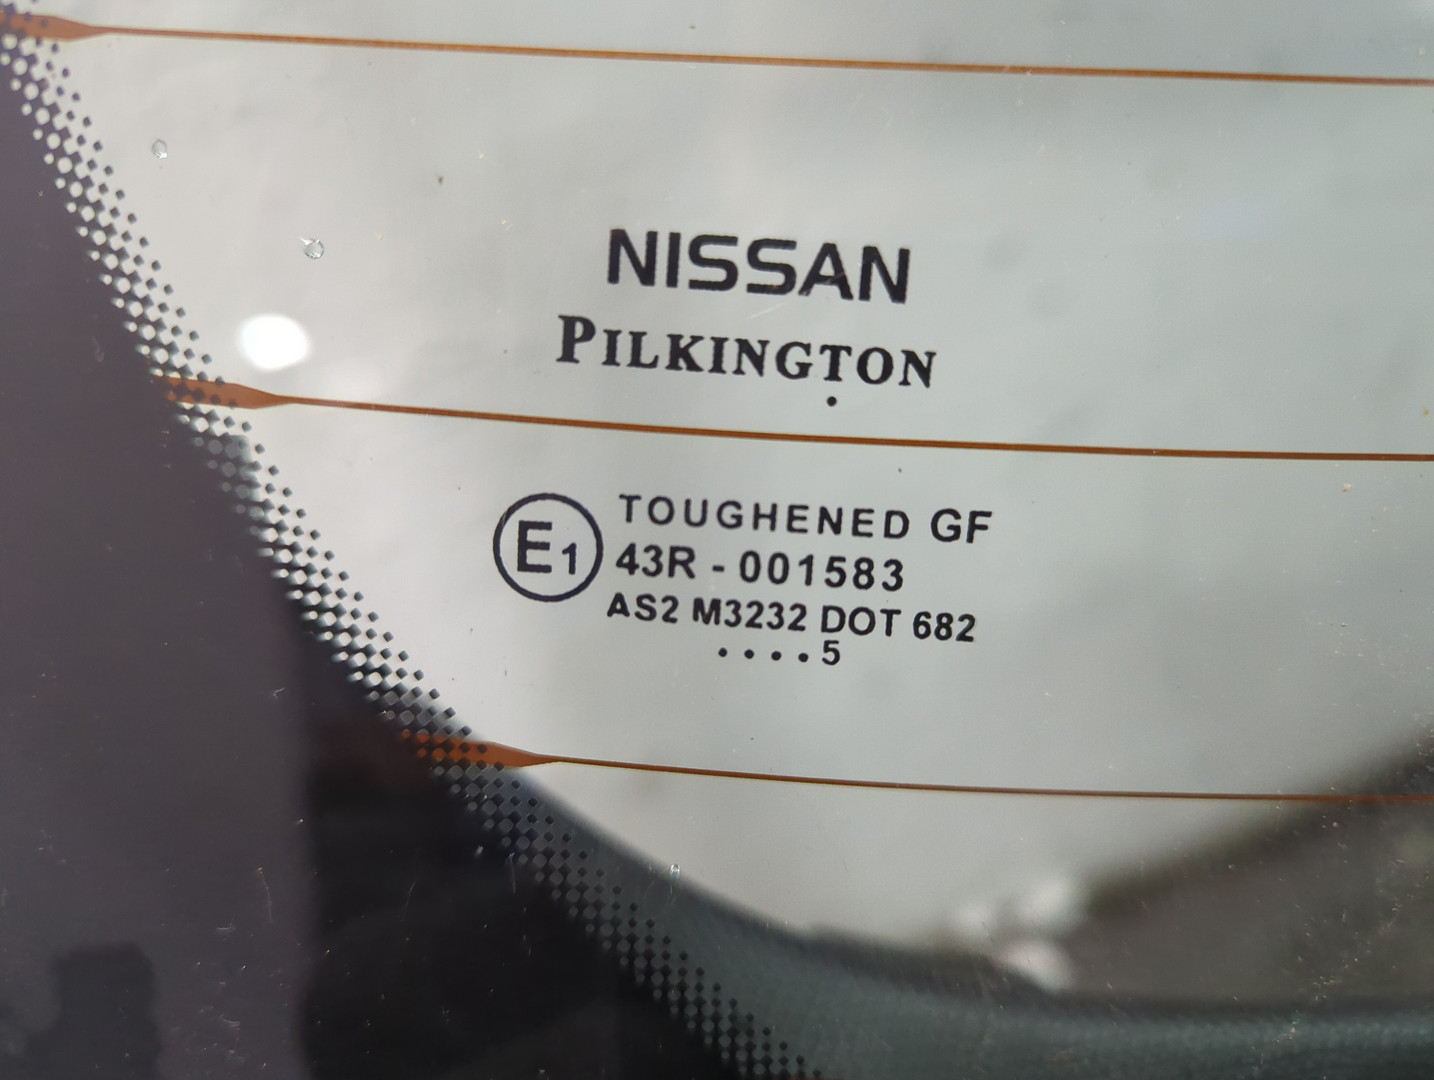 NISSAN
PILKINGTON
.
E1
TOUGHENED GF
43R - 001583
AS2 M3232 DOT 682
....5